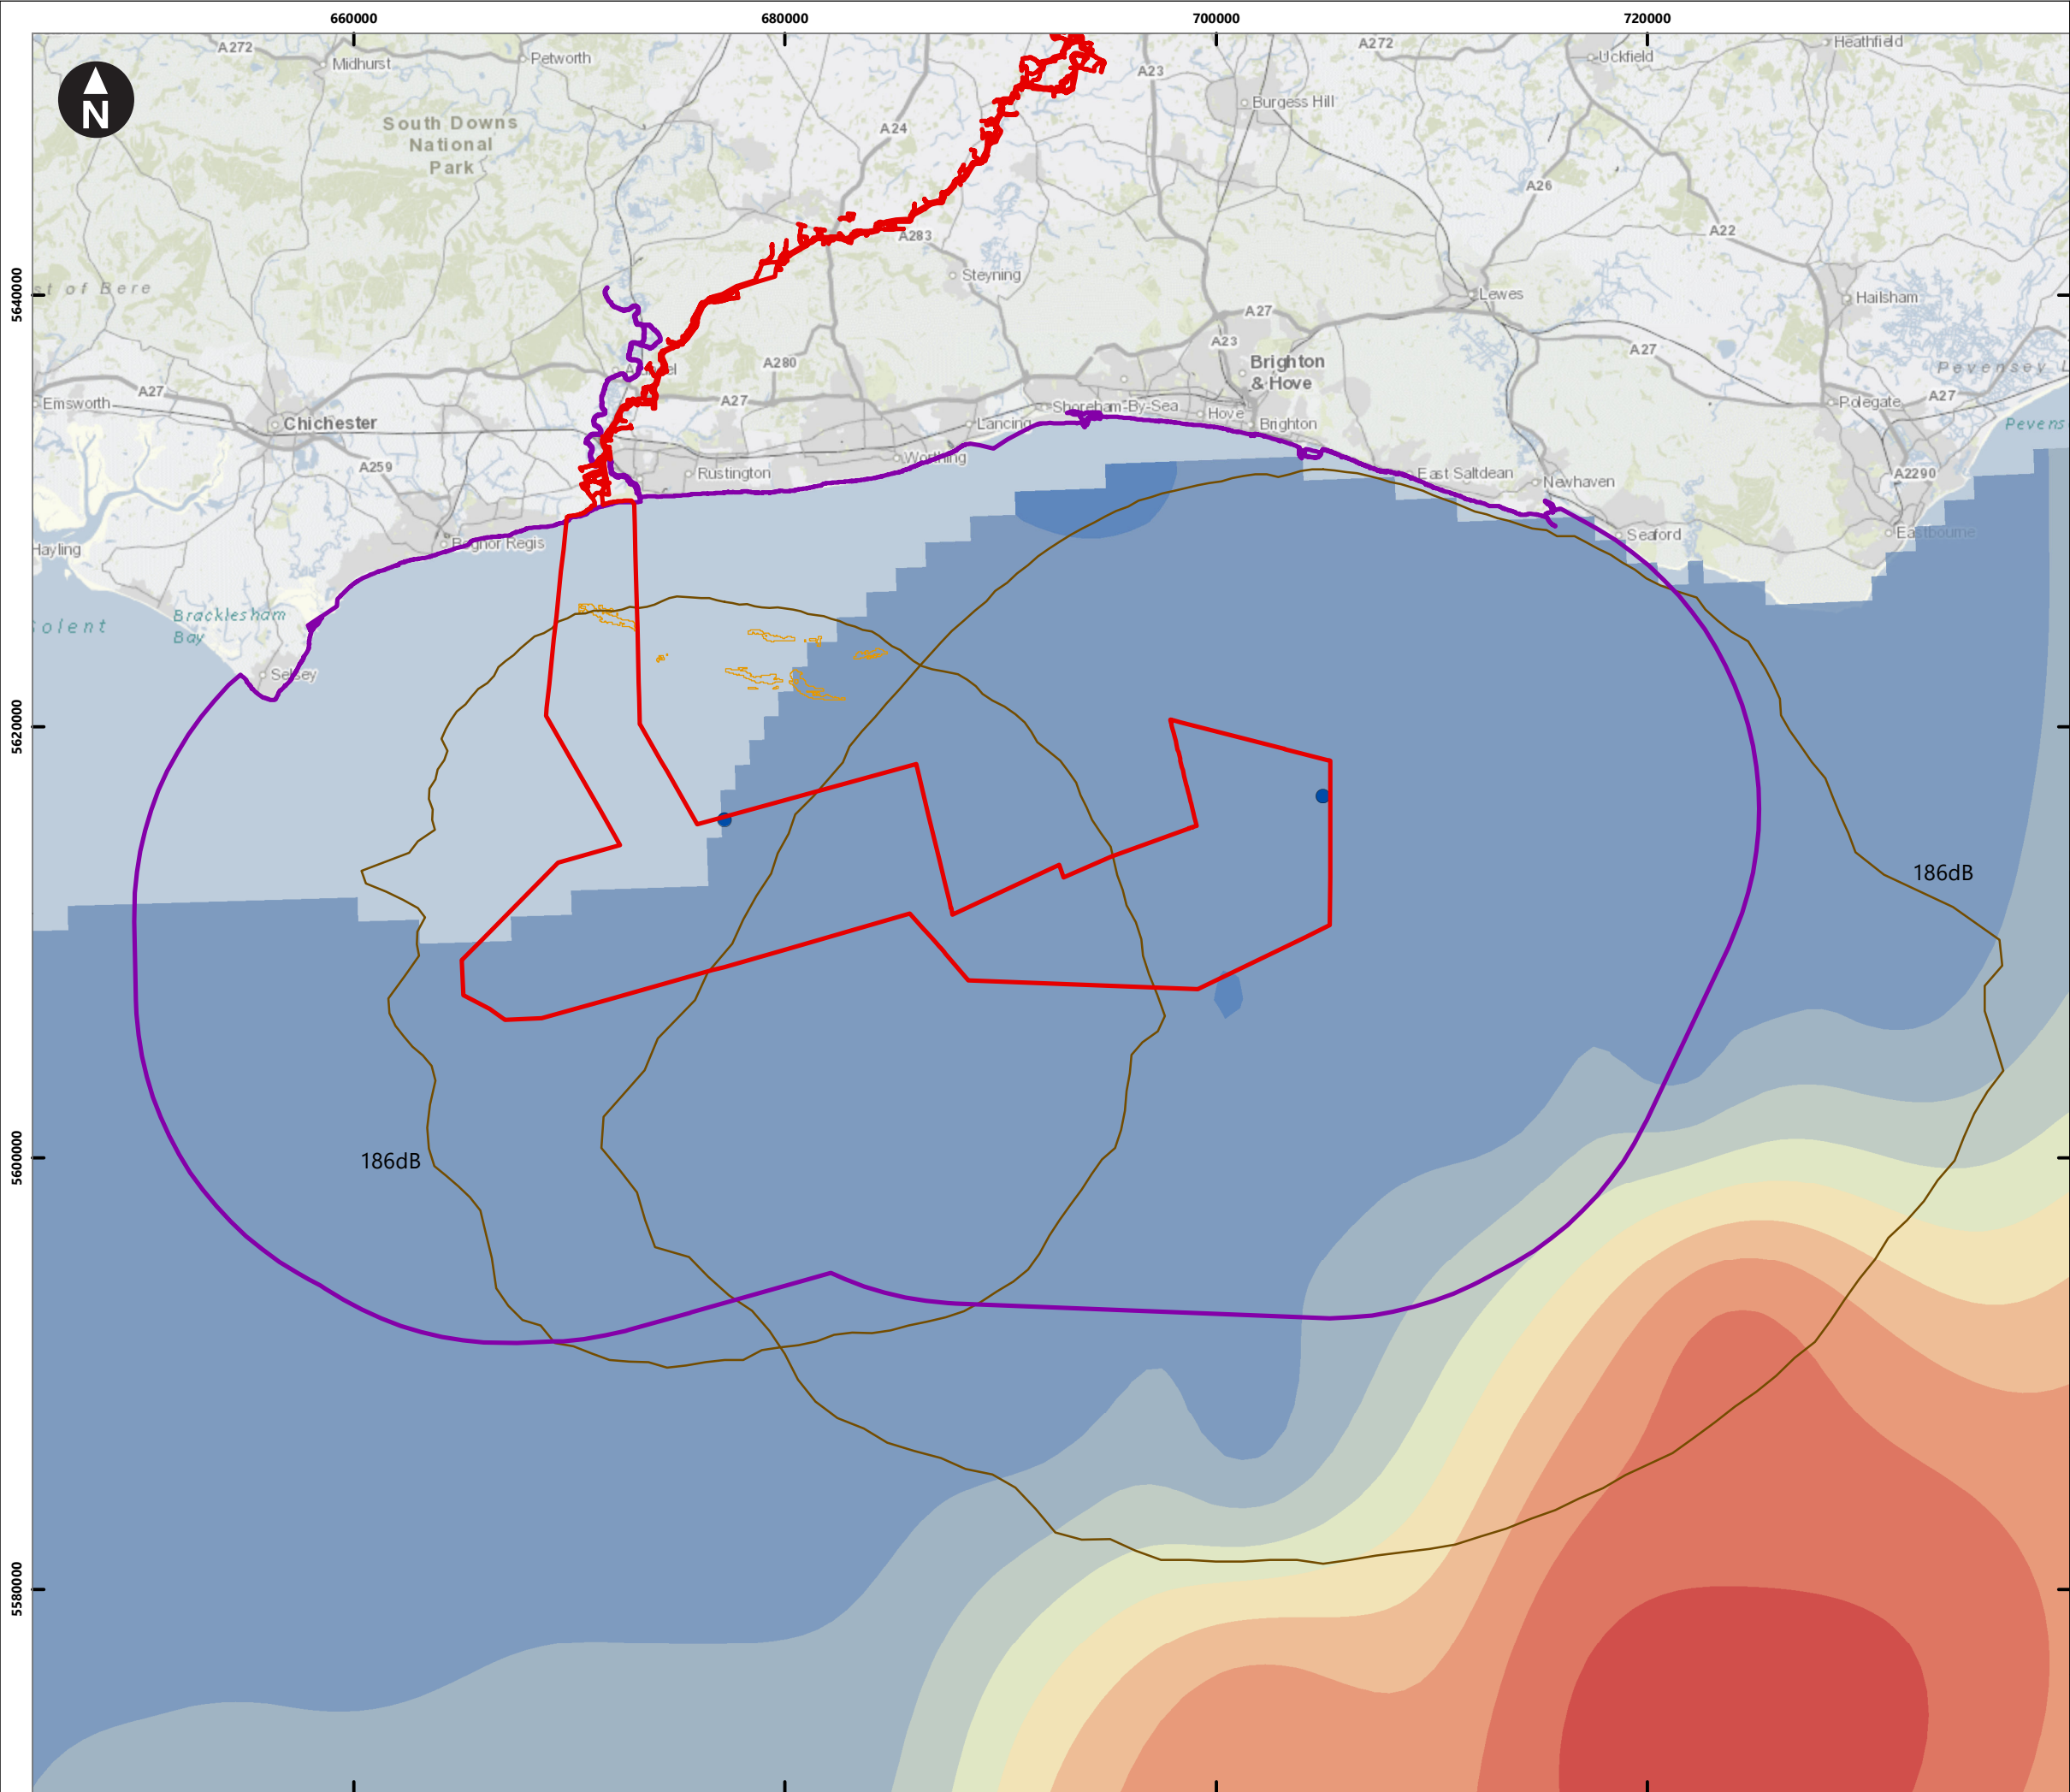 660000
680000
700000
720000
N
A272
Midhurst
Petworth
A23
A272
Uckfield
Heathfield
Burgess Hill
South Downs
National
Park
A24
A26
A22
A283
Steyning
Lewes
Hailsham
5640000
st of Bere
A27
A23
A27
Brighton
& Hove
A280
Pevensey L
A27
Emsworth
A27
Polegate
A27
Chichester
Shoreham-By-Sea
Hove
Lancing
Brighton
Pevens
A259
Rustington
Worthing
East Saltdean
Newhaven
A2290
Bognor Regis
Seaford
Eastbourne
Hayling
Bracklesham
Bay
olent
Selsey
5620000
186dB
5600000
186dB
5580000